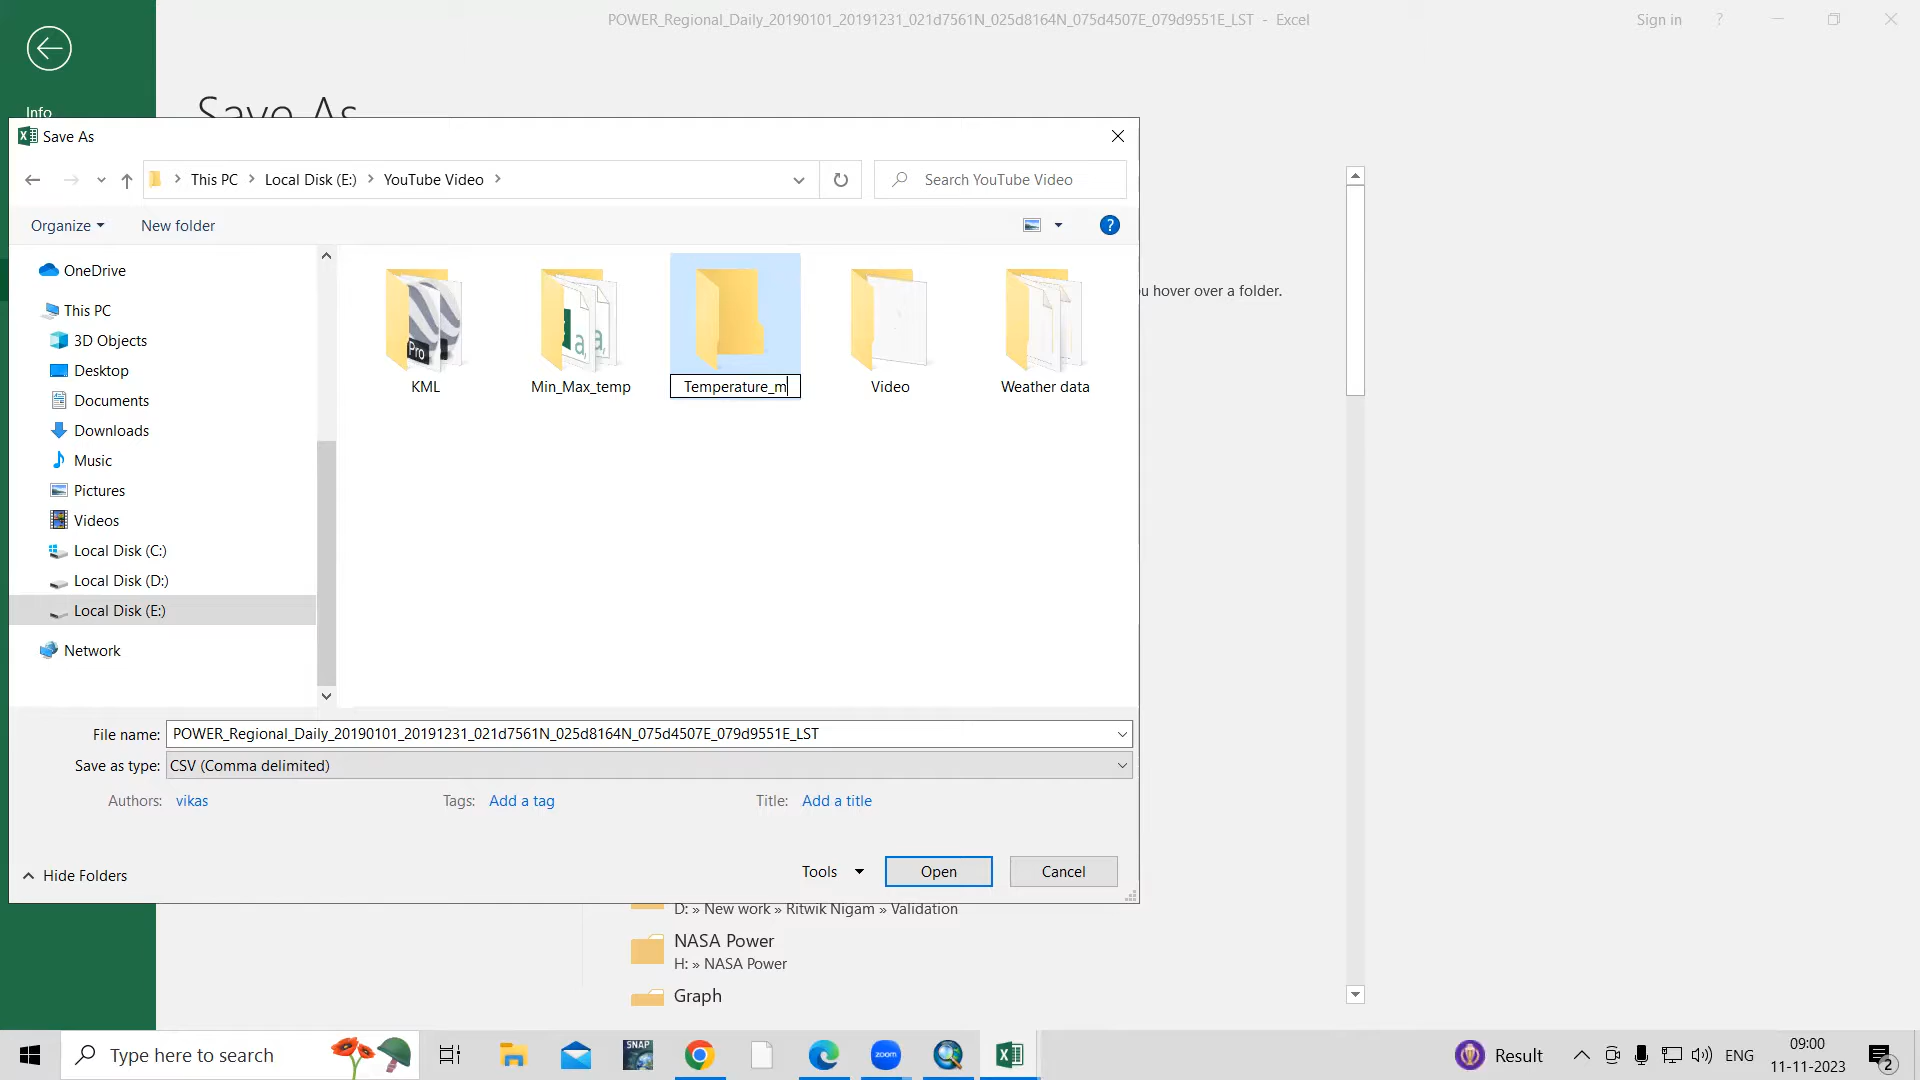 POWER_Regional_Daily_20190101_20191231_021d7561N_025d8164N_075d4507E_079d9551E_LST - Excel
Sign in ?
Info
Save As
Save As
This PC Local Disk (E:) YouTube Video
Search YouTube Video
Organize New folder
?
OneDrive
This PC
3D Objects
Desktop
Documents
Downloads
Music
Pictures
Videos
Local Disk (C:)
Local Disk (D:)
Local Disk (E:)
Network
Pro
a,
a,
KML
Min_Max_temp
Temperature_m
Video
Weather data
u hover over a folder.
File name: POWER_Regional_Daily_20190101_20191231_021d7561N_025d8164N_075d4507E_079d9551E_LST
Save as type: CSV (Comma delimited)
Authors: vikas Tags: Add a tag Title: Add a title
Hide Folders
Tools Open Cancel
D: » New work » Ritwik Nigam » Validation
NASA Power
H: » NASA Power
Graph
Type here to search
SNAP
zoom
Result
ENG
09:00
11-11-2023
2